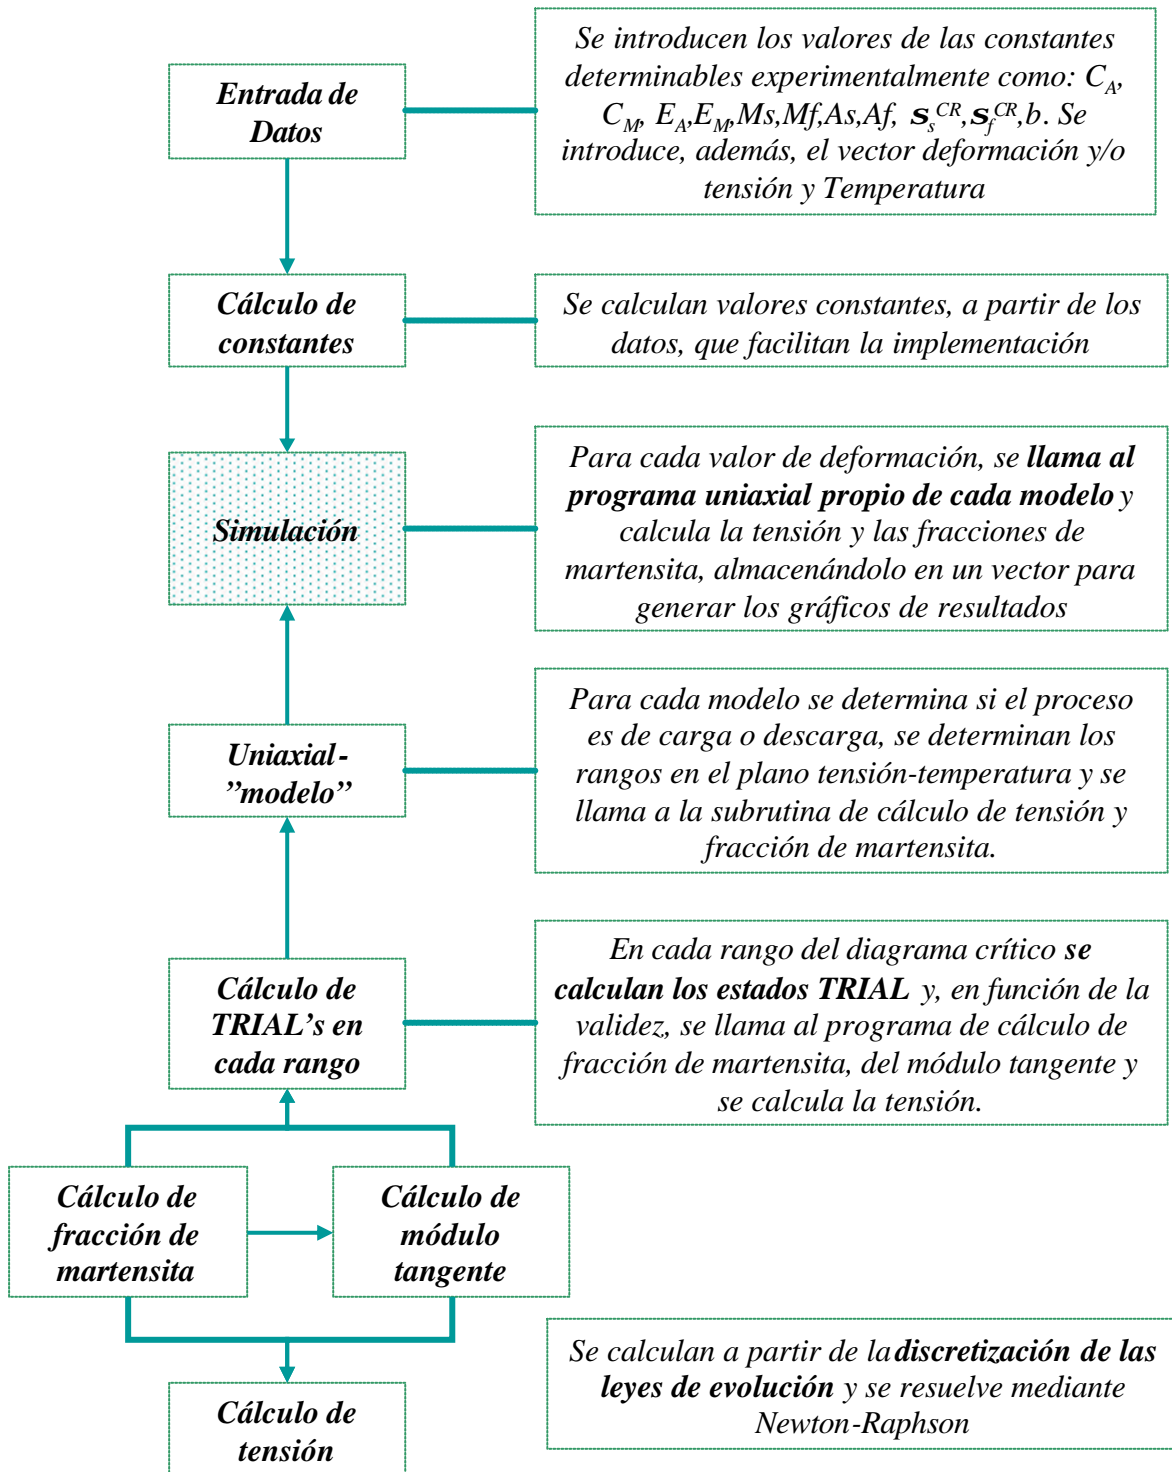 Entrada de
Datos
Se introducen los valores de las constantes
determinables experimentalmente como: C_A,
C_M, E_A,E_M,Ms,Mf,As,Af, s_s^CR,s_f^CR,b. Se
introduce, además, el vector deformación y/o
tensión y Temperatura
Cálculo de
constantes
Se calculan valores constantes, a partir de los
datos, que facilitan la implementación
Simulación
Para cada valor de deformación, se llama al
programa uniaxial propio de cada modelo y
calcula la tensión y las fracciones de
martensita, almacenándolo en un vector para
generar los gráficos de resultados
Uniaxial-
”modelo”
Para cada modelo se determina si el proceso
es de carga o descarga, se determinan los
rangos en el plano tensión-temperatura y se
llama a la subrutina de cálculo de tensión y
fracción de martensita.
Cálculo de
TRIAL’s en
cada rango
En cada rango del diagrama crítico se
calculan los estados TRIAL y, en función de la
validez, se llama al programa de cálculo de
fracción de martensita, del módulo tangente y
se calcula la tensión.
Cálculo de
fracción de
martensita
Cálculo de
módulo
tangente
Se calculan a partir de la discretización de las
leyes de evolución y se resuelve mediante
Newton-Raphson
Cálculo de
tensión